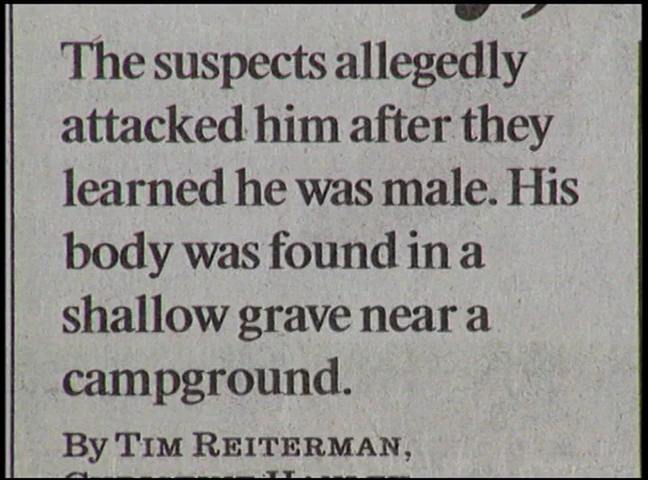 The suspects allegedly
attacked him after they
learned he was male. His
body was found in a
shallow grave near a
campground.
By TIM REITERMAN,